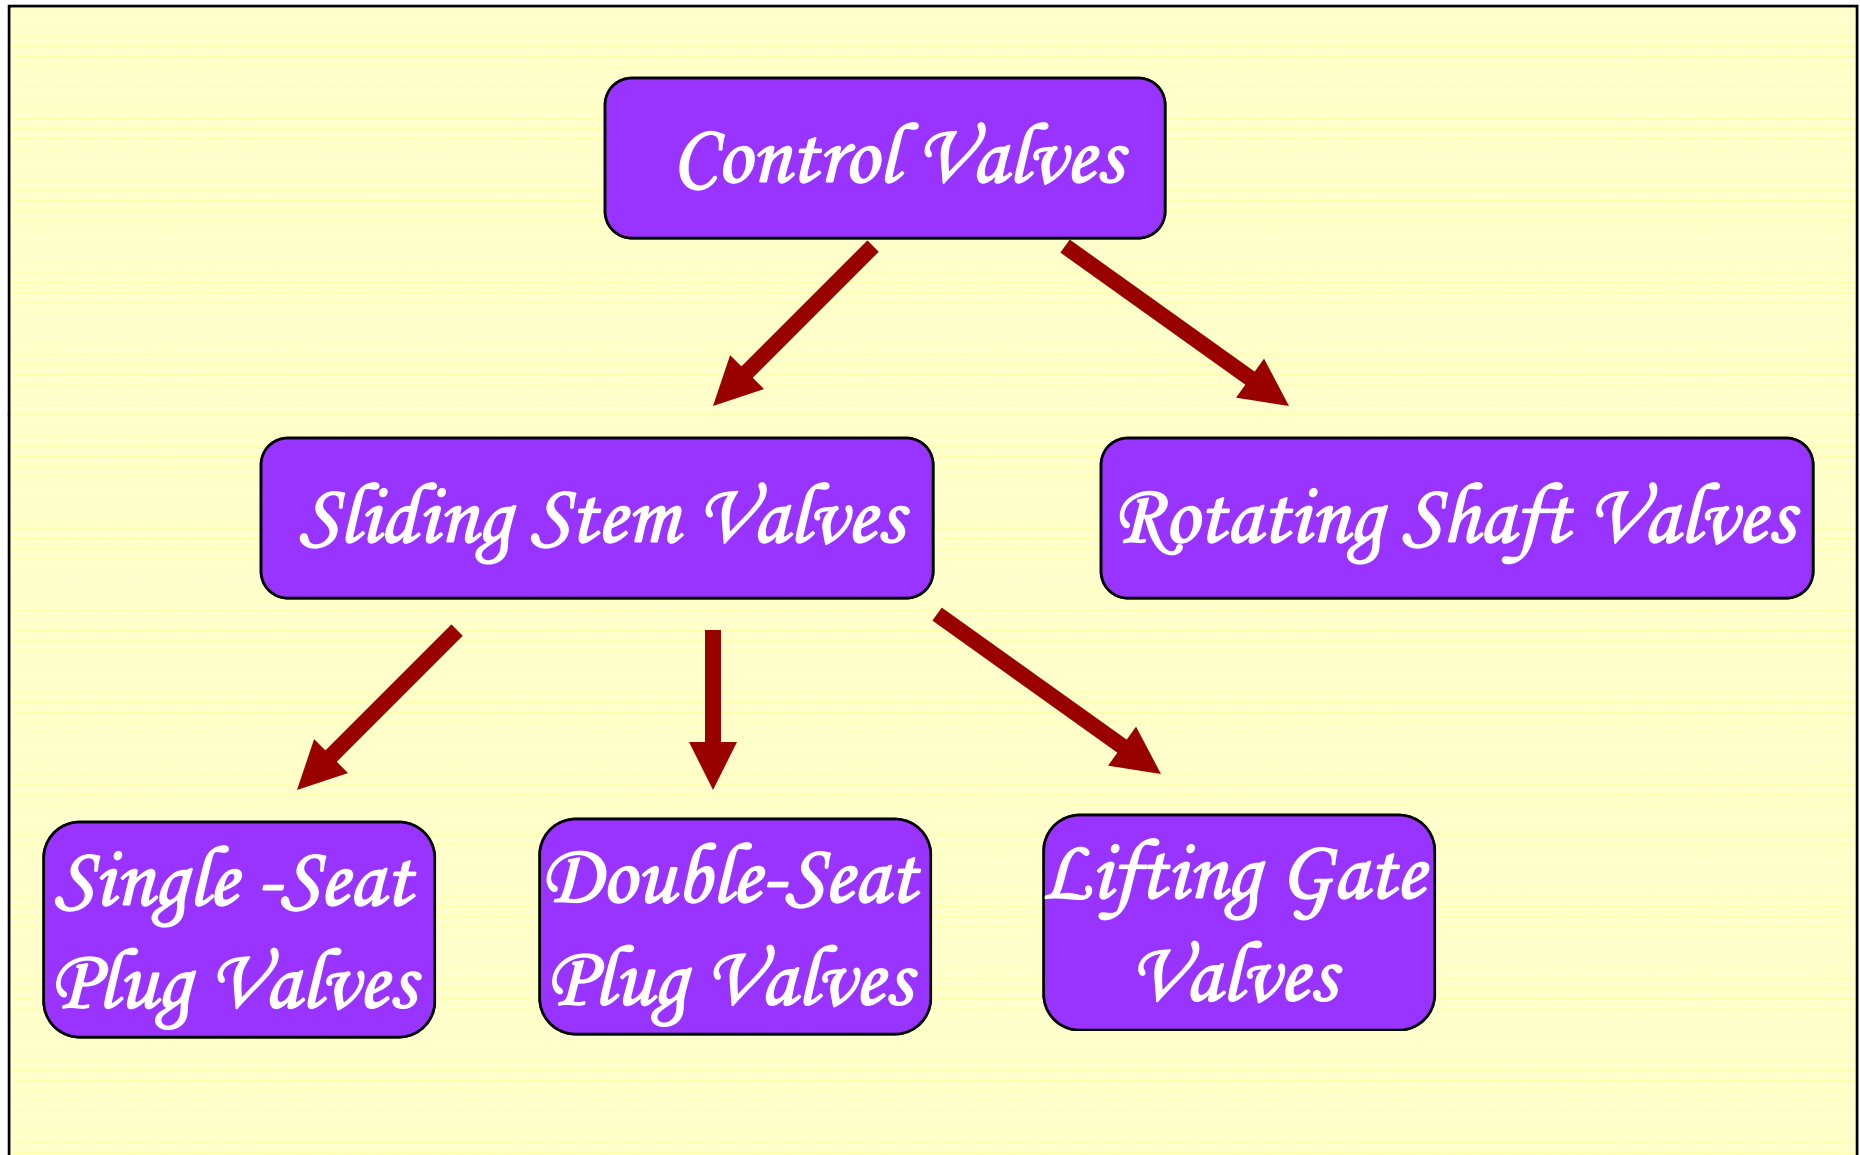 Control Valves
Sliding Stem Valves
Rotating Shaft Valves
Single -Seat
Plug Valves
Double-Seat
Plug Valves
Lifting Gate
Valves